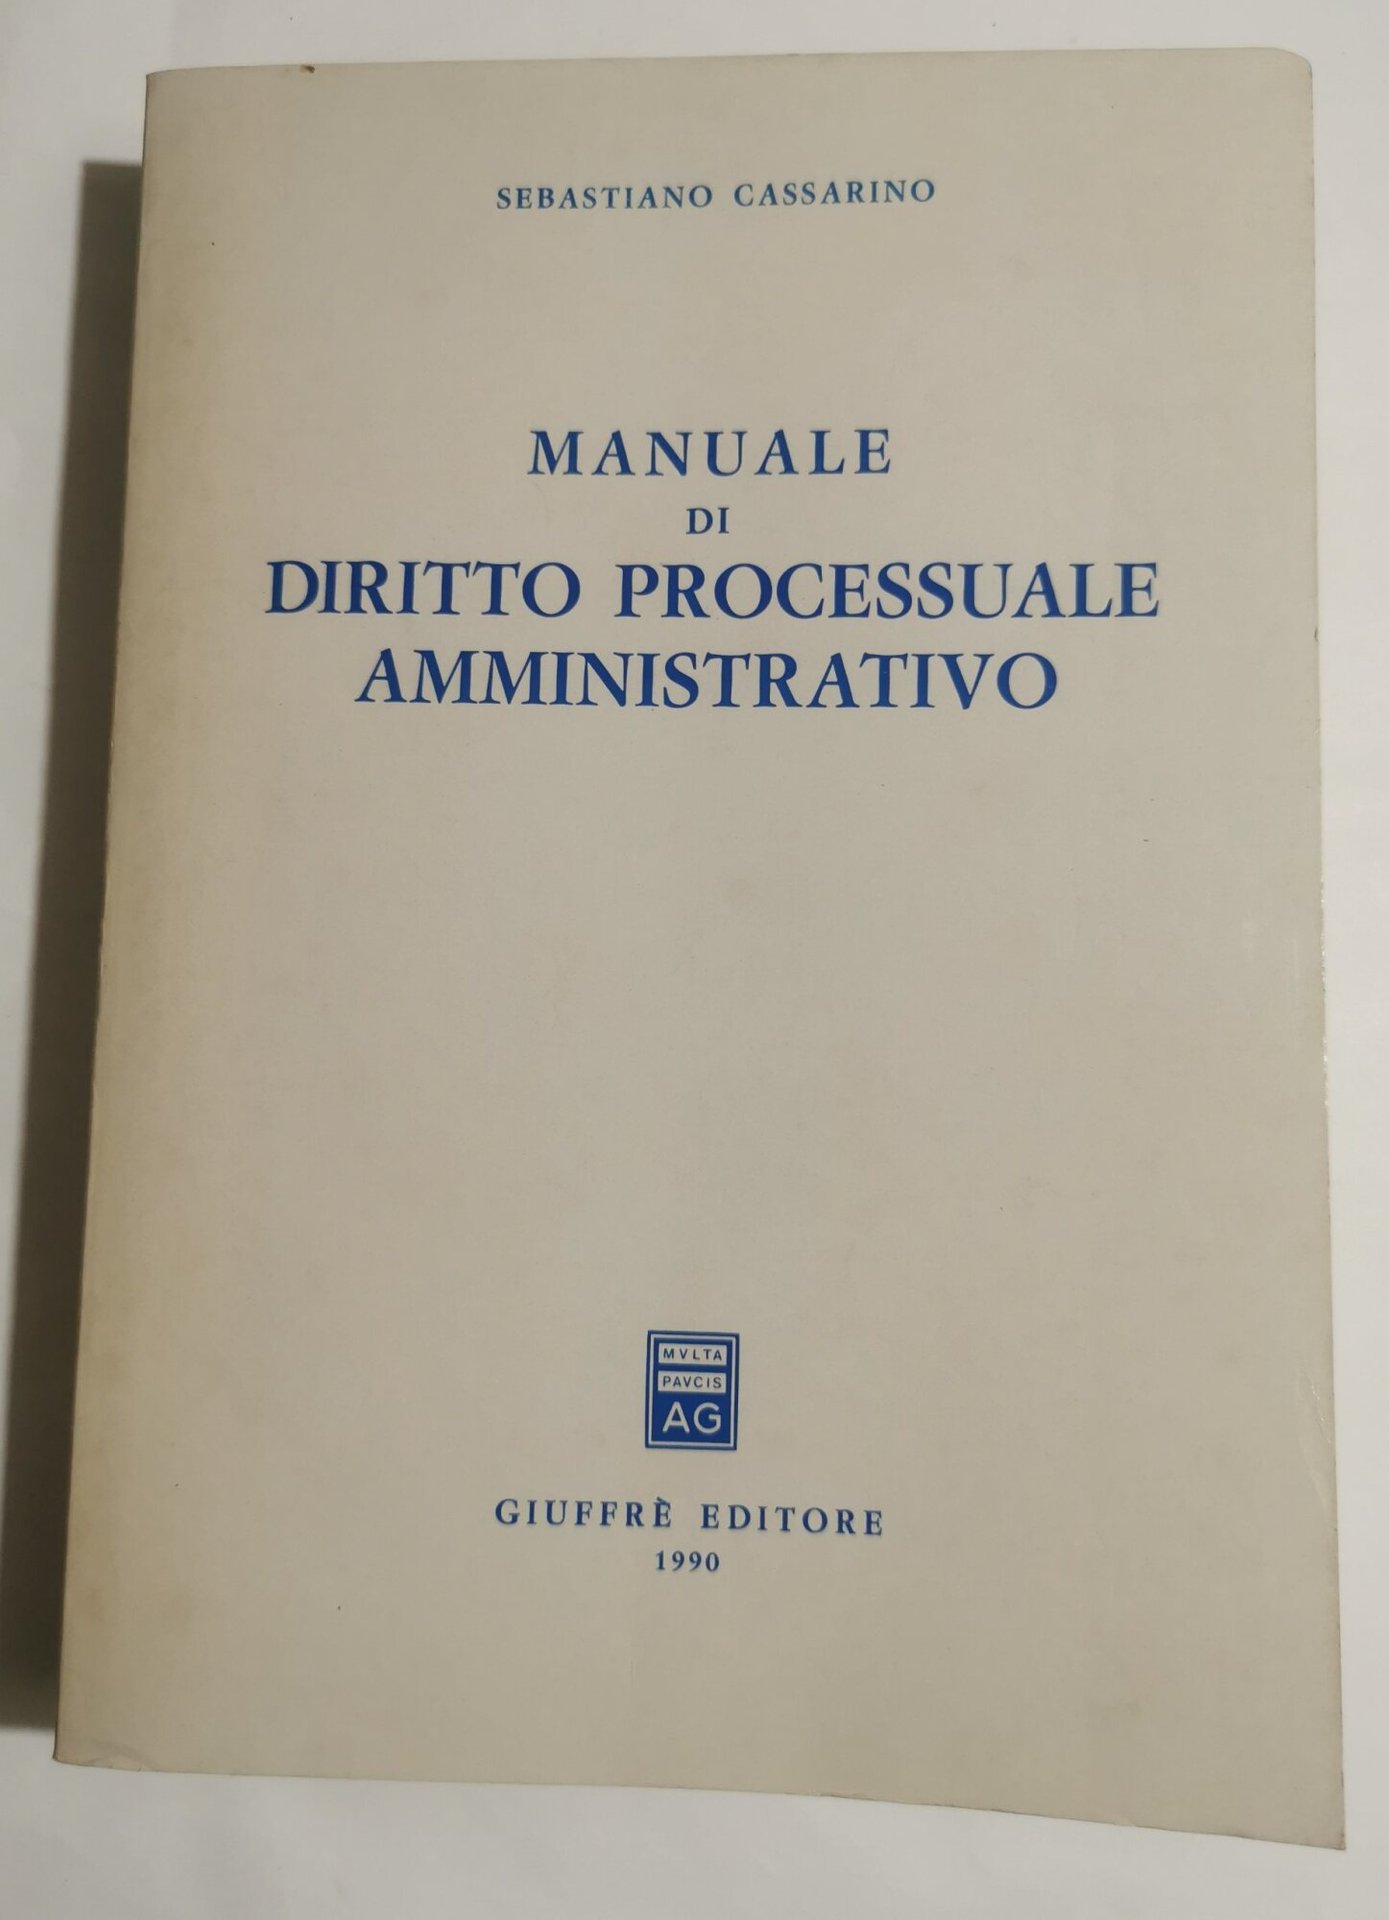 SEBASTIANO CASSARINO
MANUALE
DI
DIRITTO PROCESSUALE
AMMINISTRATIVO
MVLTA
PAVCIS
AG
GIUFFRÈ EDITORE
1990